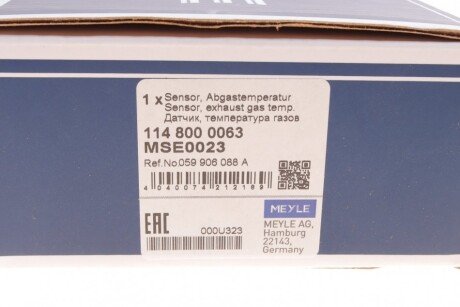 1 x Sensor, Abgastemperatur
Sensor, exhaust gas temp.
Датчик, температура газов
114 800 0063
MSE0023
Ref.No.059 906 088 A
4 040074 212189
EAC
000U323
MEYLE
MEYLE AG,
Hamburg
22143,
Germany